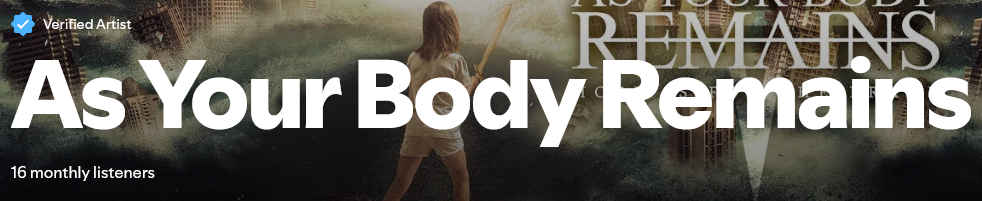 Verified Artist
AS YOUR BODY
REMAINS
As Your Body Remains
16 monthly listeners